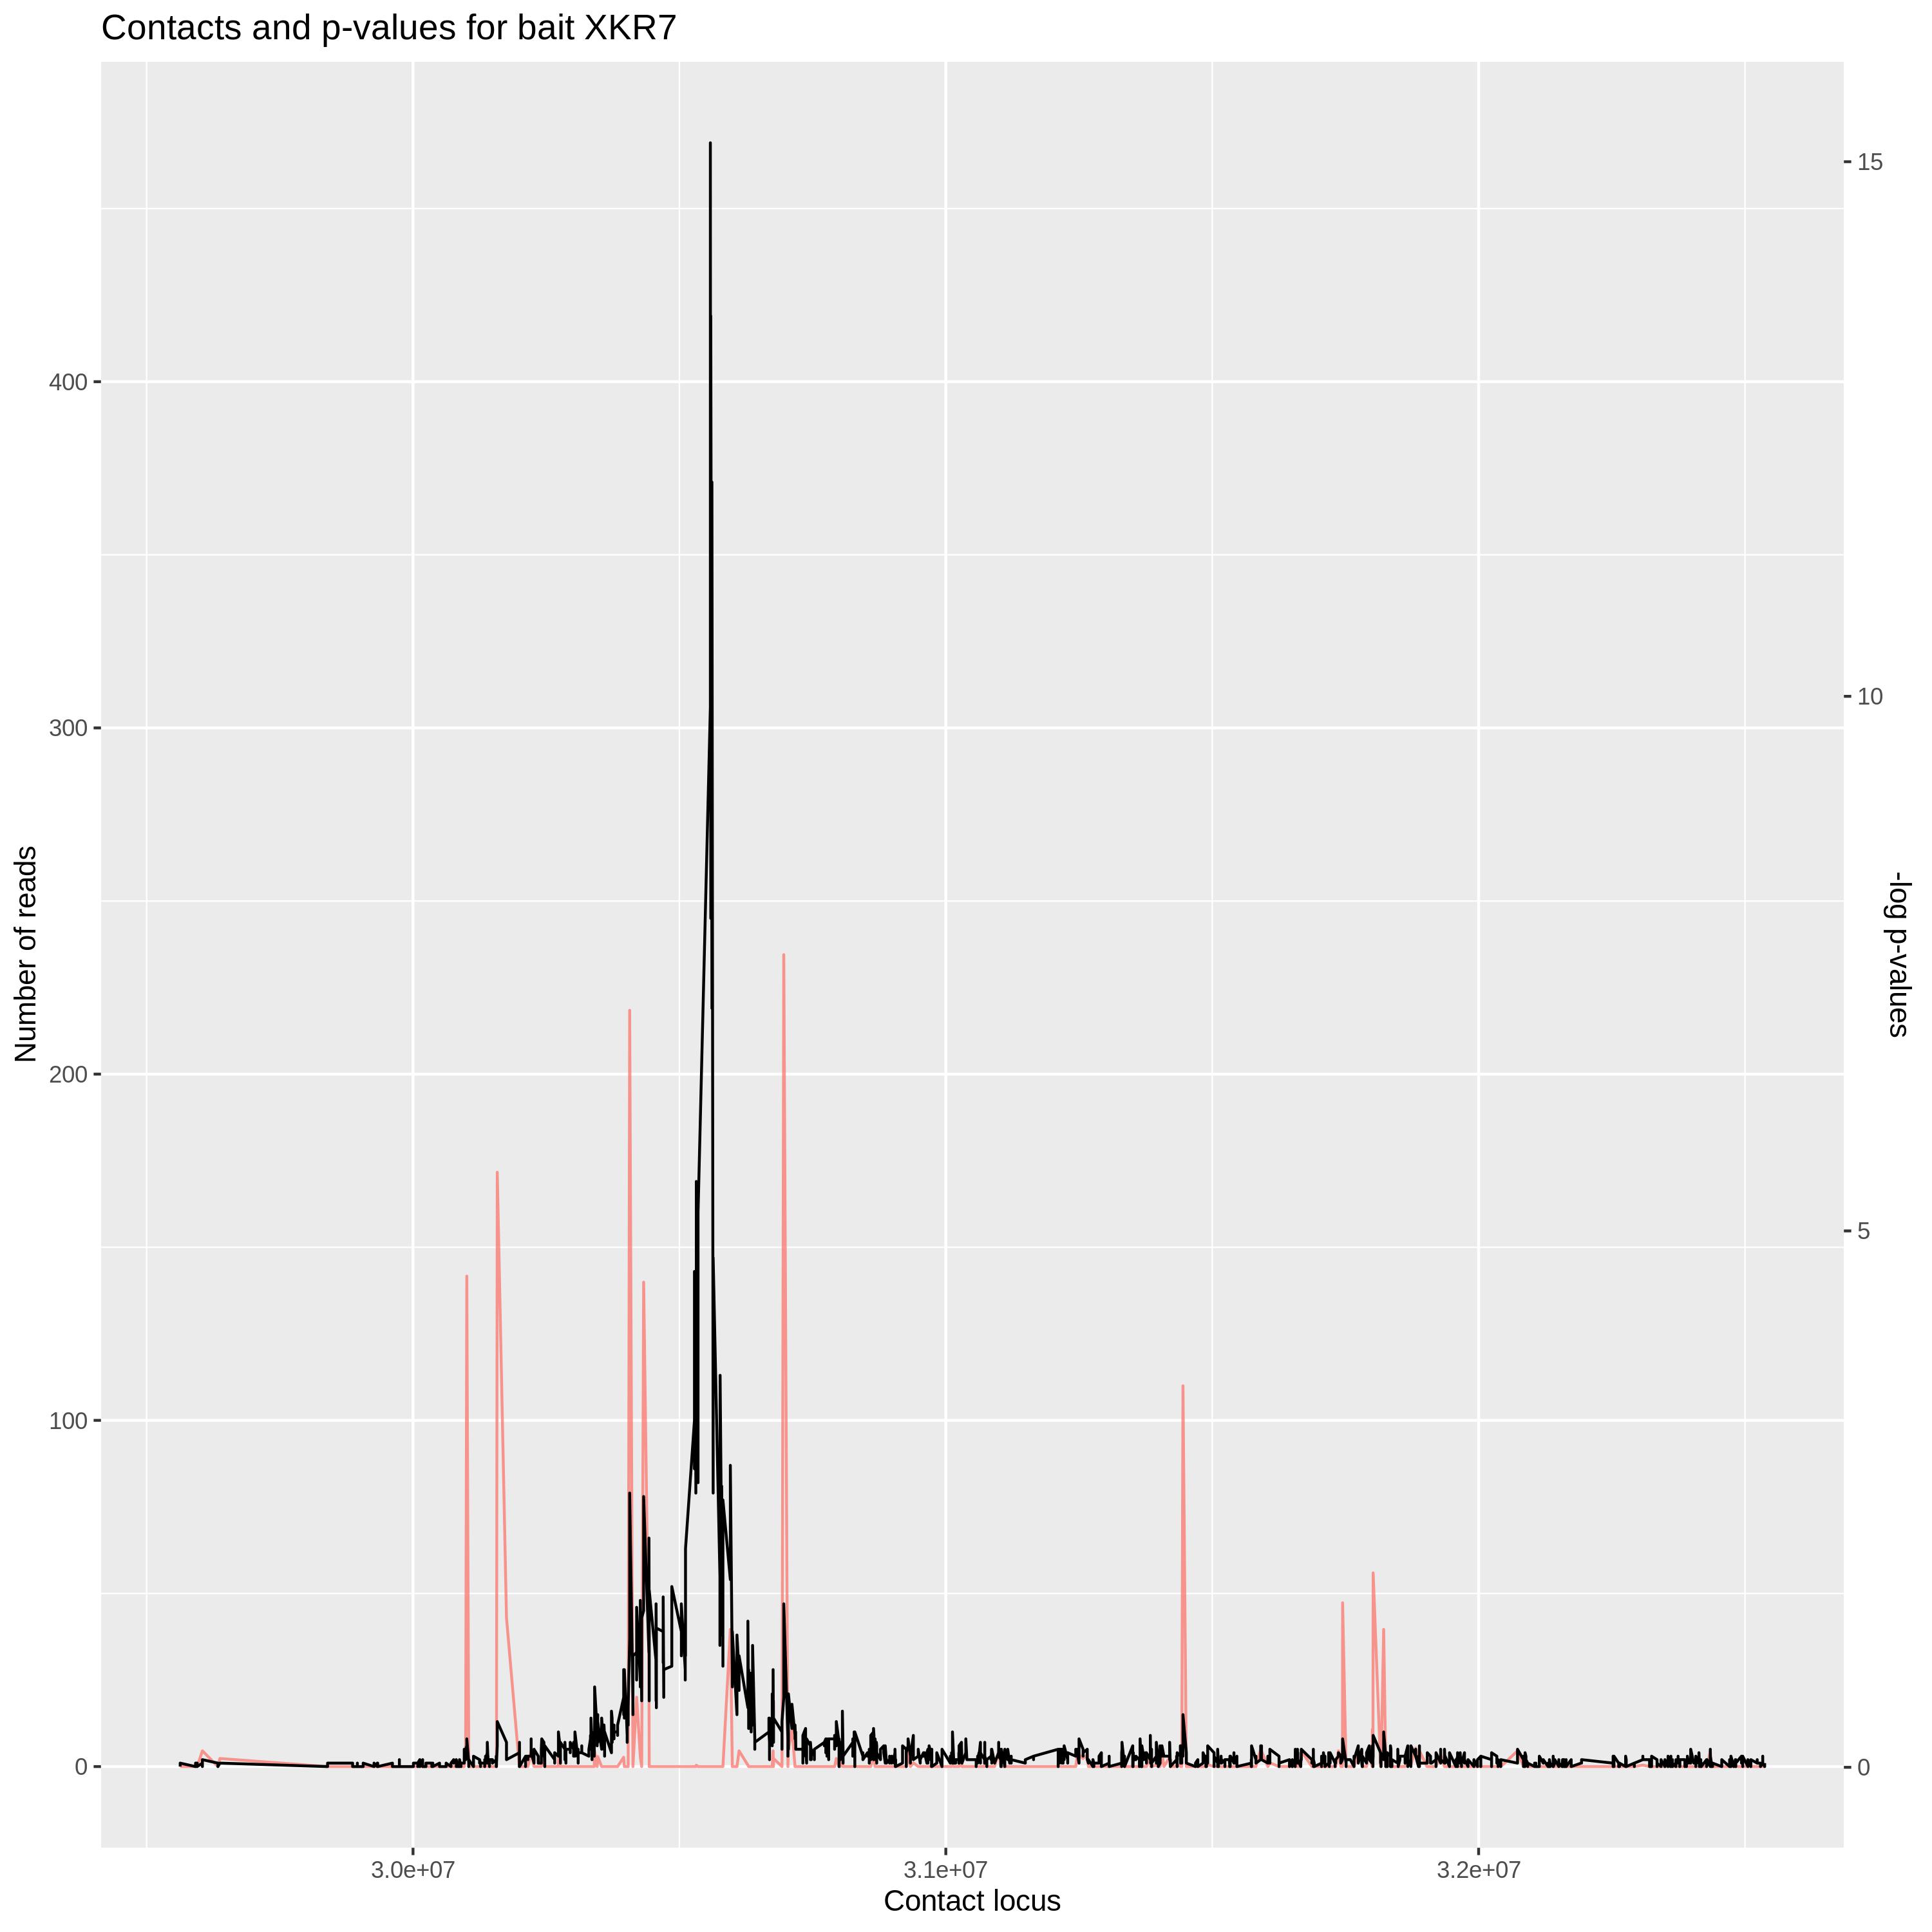 Contacts and p-values for bait XKR7
Number of reads
400
300
200
100
0
15
10
5
0
-log p-values
3.0e+07
3.1e+07
3.2e+07
Contact locus